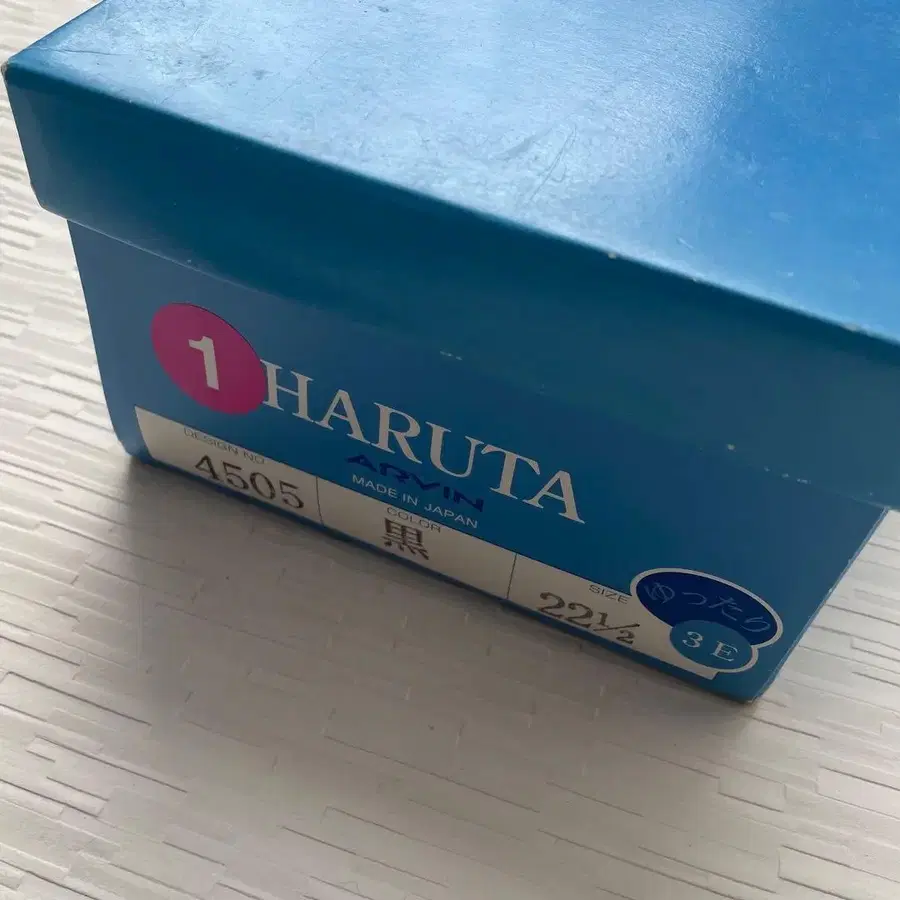 1
HARUTA
ARVIN
MADE IN JAPAN
DESIGN NO
4505
COLOR
黒
SIZE
22½
ゆったり
3E